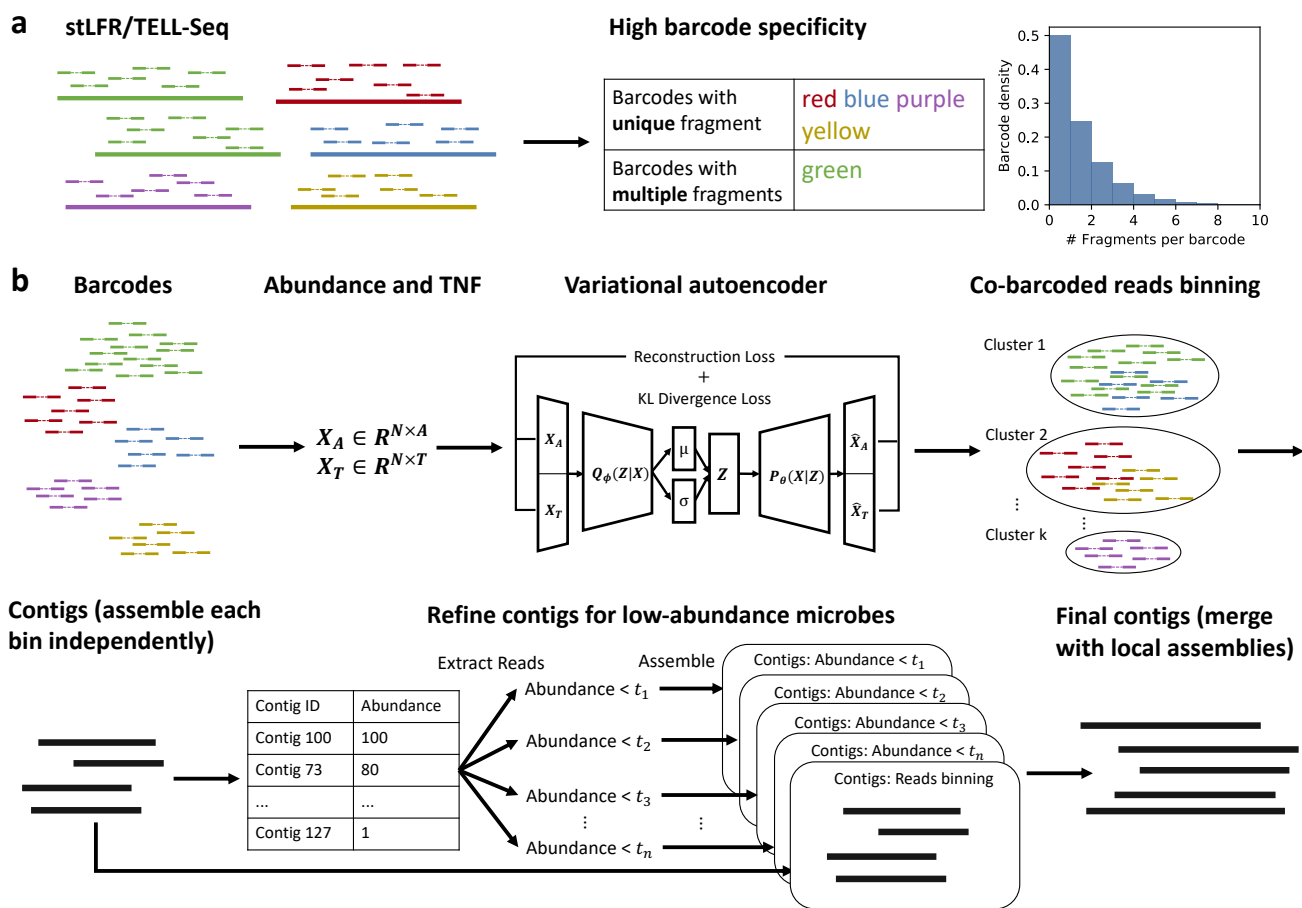 a
stLFR/TELL-Seq
High barcode specificity
Barcodes with
unique fragment
red blue purple
yellow
Barcodes with
multiple fragments
green
Barcode density
0.5
0.4
0.3
0.2
0.1
0.0
0 2 4 6 8 10
# Fragments per barcode
b
Barcodes
Abundance and TNF
Variational autoencoder
Co-barcoded reads binning
X_A ∈ R^{N×A}
X_T ∈ R^{N×T}
Reconstruction Loss
+
KL Divergence Loss
X_A
X_T
Q_ϕ(Z|X)
μ
σ
Z
P_θ(X|Z)
X̂_A
X̂_T
Cluster 1
Cluster 2
⋮ ⋮
Cluster k
Contigs (assemble each
bin independently)
Refine contigs for low-abundance microbes
Final contigs (merge
with local assemblies)
Contig ID Abundance
Contig 100 100
Contig 73 80
... ...
Contig 127 1
Extract Reads
Assemble
Abundance < t_1
Abundance < t_2
Abundance < t_3
⋮ ⋮
Abundance < t_n
Contigs: Abundance < t_1
Contigs: Abundance < t_2
Contigs: Abundance < t_3
Contigs: Abundance < t_n
Contigs: Reads binning